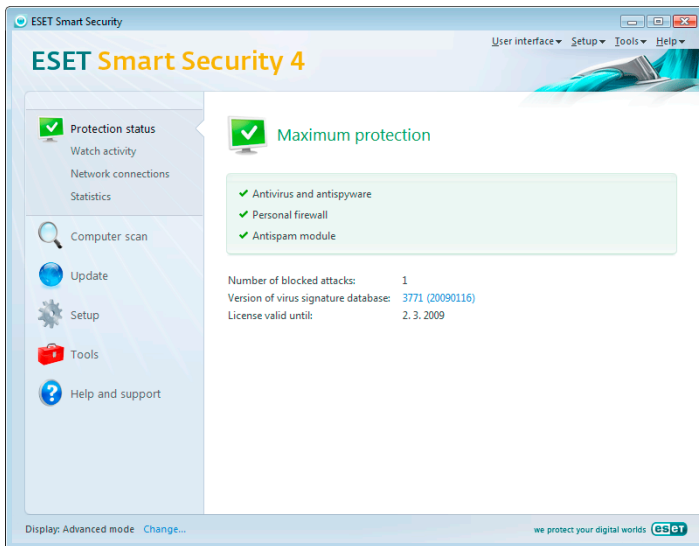 ESET Smart Security
User interface Setup Tools Help
ESET Smart Security 4
Protection status
Watch activity
Network connections
Statistics
Computer scan
Update
Setup
Tools
Help and support
Maximum protection
Antivirus and antispyware
Personal firewall
Antispam module
Number of blocked attacks: 1
Version of virus signature database: 3771 (20090116)
License valid until: 2. 3. 2009
Display: Advanced mode Change...
we protect your digital worlds eset